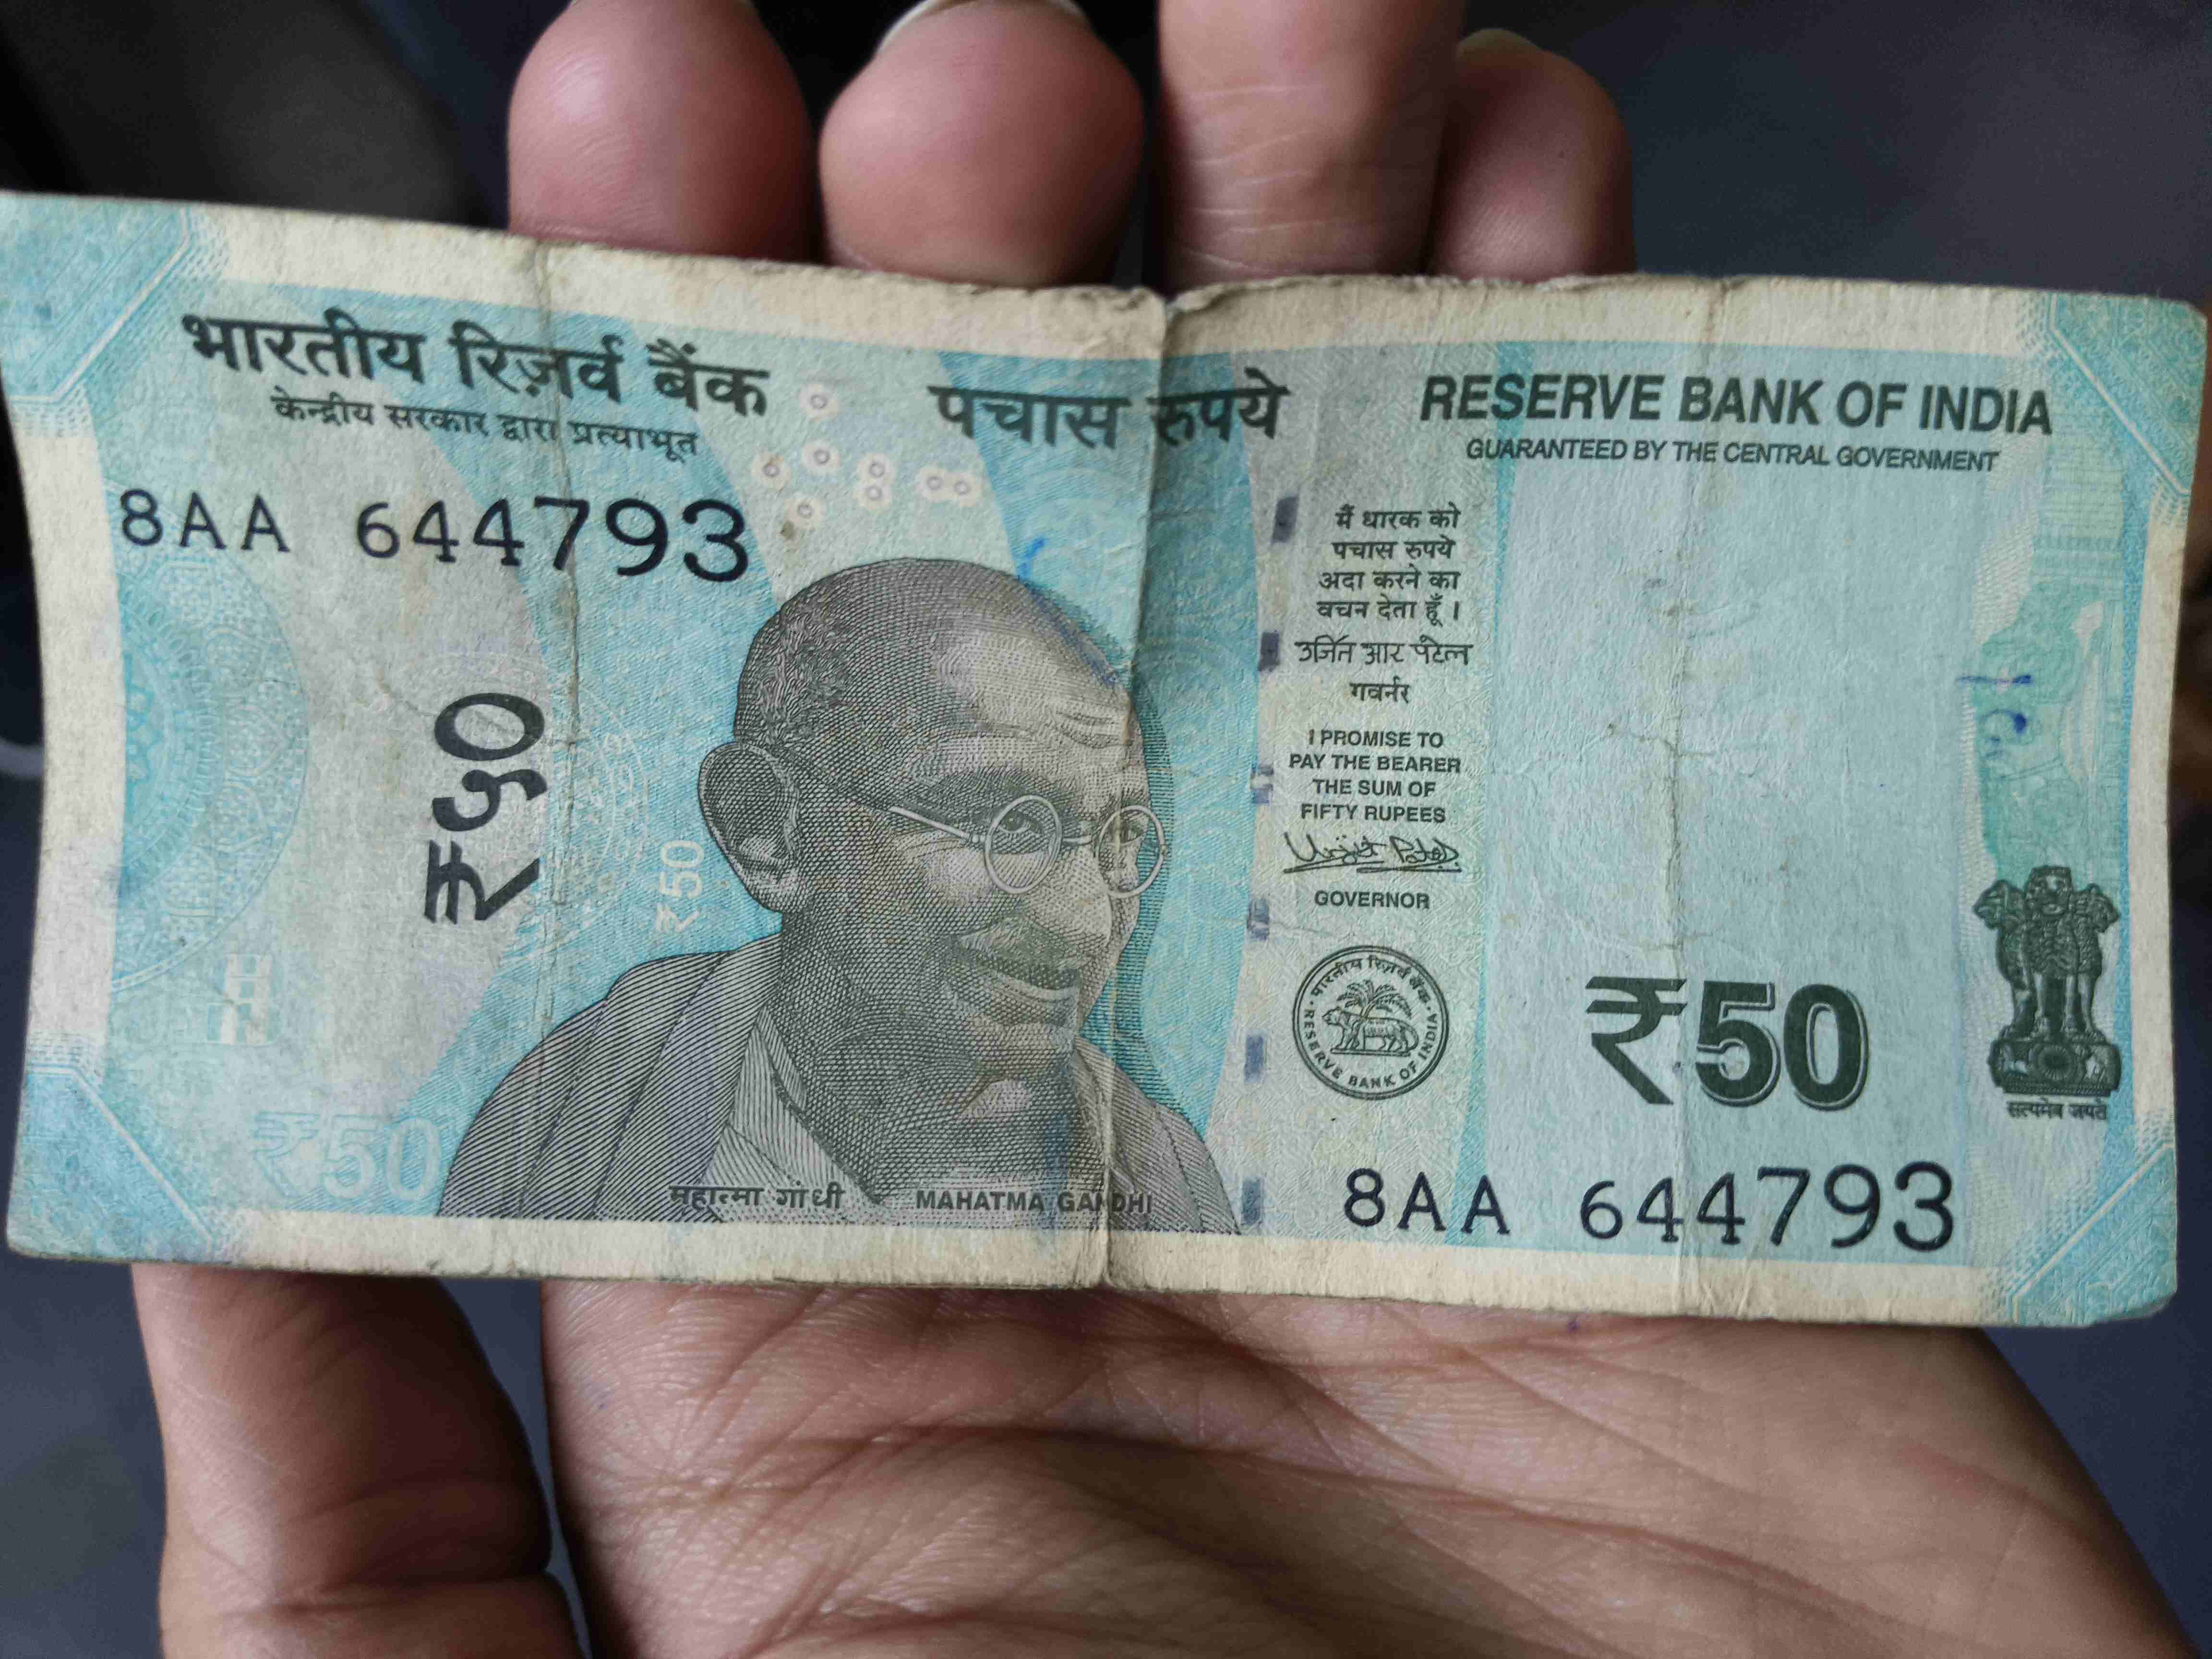 भारतीय रिज़र्व बैंक
केन्द्रीय सरकार द्वारा प्रत्याभूत
8AA 644793
पचास रुपये
RESERVE BANK OF INDIA
GUARANTEED BY THE CENTRAL GOVERNMENT
₹५०
₹50
₹50
महात्मा गांधी
MAHATMA GANDHI
मैं धारक को
पचास रुपये
अदा करने का
वचन देता हूँ ।
उर्जित आर पटेल
गवर्नर
I PROMISE TO
PAY THE BEARER
THE SUM OF
FIFTY RUPEES
Urjit Patel
GOVERNOR
भारतीय रिज़र्व बैंक
RESERVE BANK OF INDIA
₹50
सत्यमेव जयते
8AA 644793